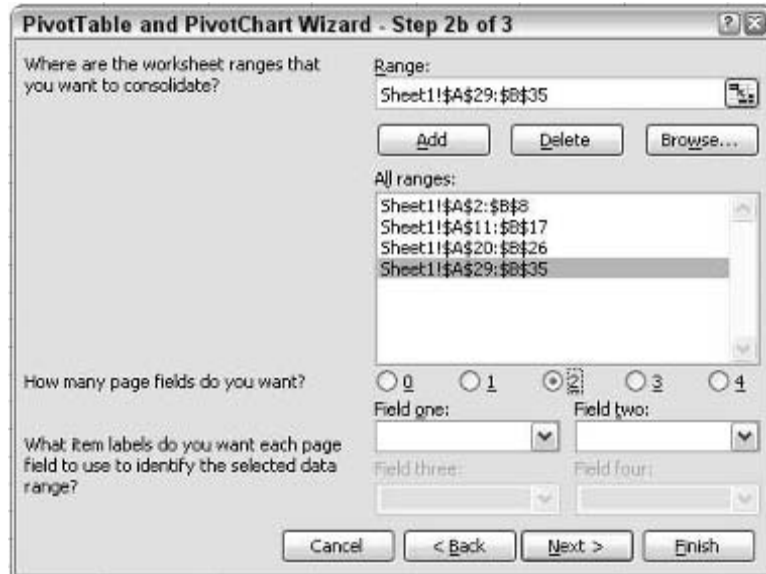 PivotTable and PivotChart Wizard - Step 2b of 3
Where are the worksheet ranges that
you want to consolidate?
Range:
Sheet1!$A$29:$B$35
Add
Delete
Browse...
All ranges:
Sheet1!$A$2:$B$8
Sheet1!$A$11:$B$17
Sheet1!$A$20:$B$26
Sheet1!$A$29:$B$35
How many page fields do you want?
0
1
2
3
4
Field one:
Field two:
What item labels do you want each page
field to use to identify the selected data
range?
Field three:
Field four:
Cancel
< Back
Next >
Finish